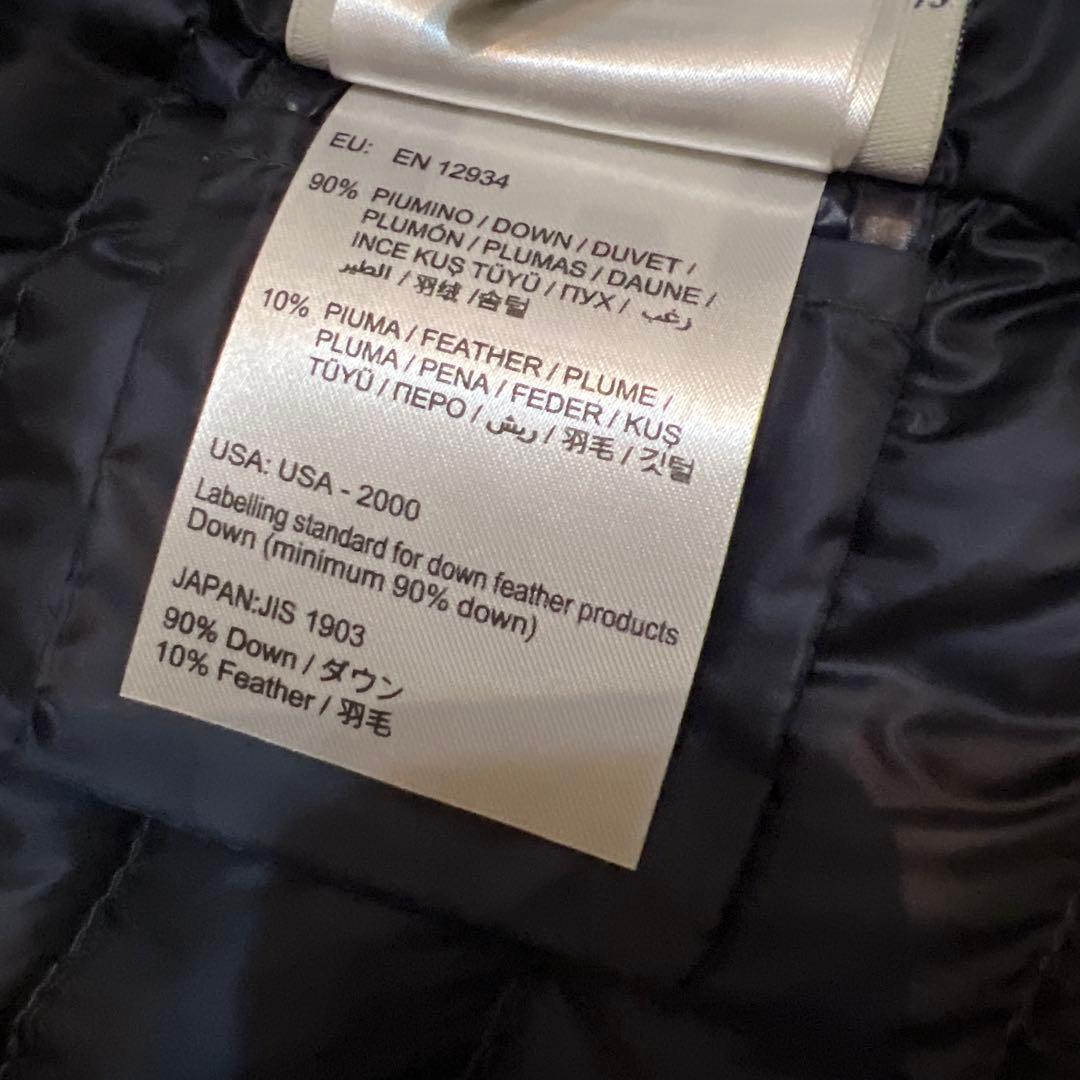 EU: EN 12934
90% PIUMINO / DOWN / DUVET /
PLUMÓN / PLUMAS / DAUNE /
INCE KUŞ TÜYÜ / ПУХ / زغب
الطير / 羽绒 /솜털
10% PIUMA / FEATHER / PLUME /
PLUMA / PENA / FEDER / KUŞ
TÜYÜ / ПЕРО / ريش / 羽毛 / 깃털
USA: USA - 2000
Labelling standard for down feather products
Down (minimum 90% down)
JAPAN:JIS 1903
90% Down / ダウン
10% Feather / 羽毛